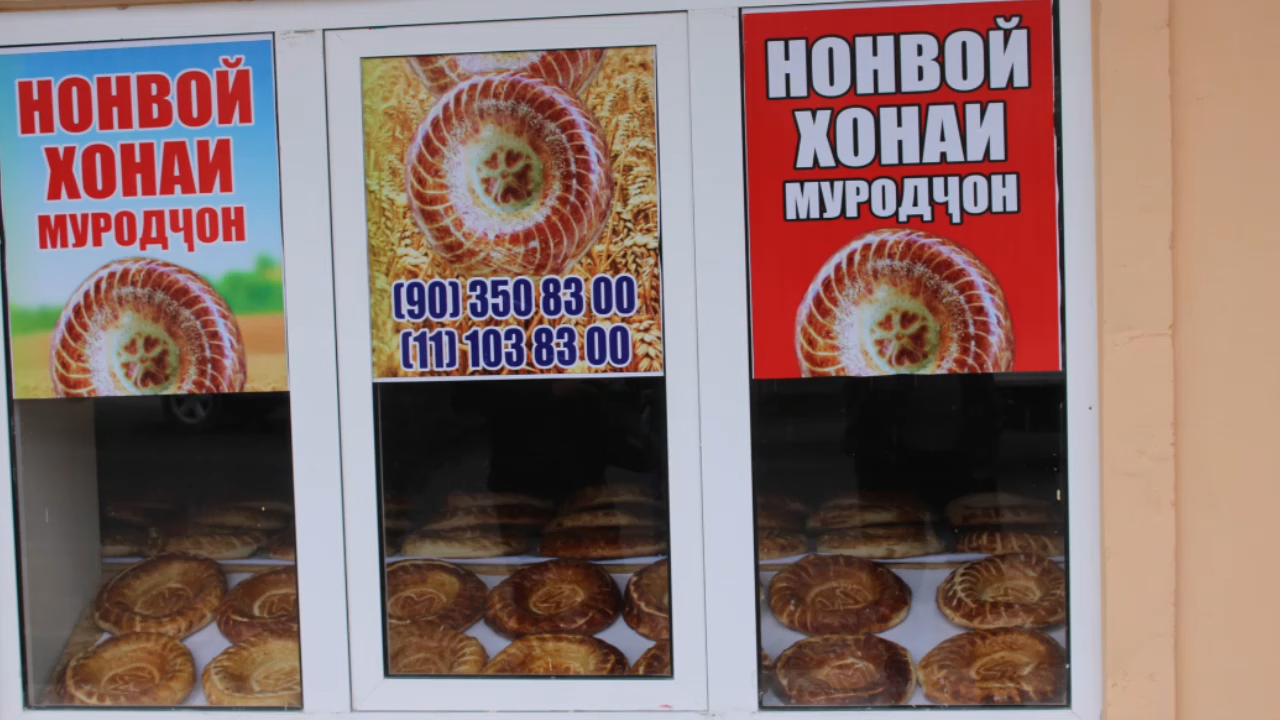 НОНВОЙ
ХОНАИ
МУРОДҶОН
(90) 350 83 00
(11) 103 83 00
НОНВОЙ
ХОНАИ
МУРОДҶОН